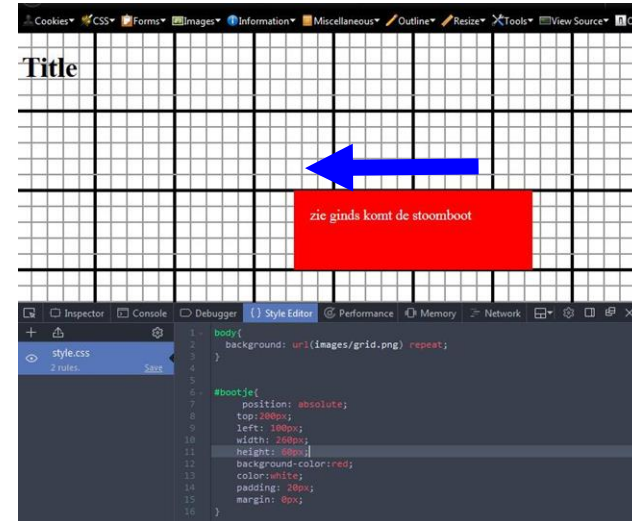 Cookies▾ CSS▾ Forms▾ Images▾ Information▾ Miscellaneous▾ Outline▾ Resize▾ Tools▾ View Source▾
Title
zie ginds komt de stoomboot
Inspector Console Debugger {} Style Editor Performance Memory Network
style.css
2 rules. Save
1 body{
2 background: url(images/grid.png) repeat;
3 }
4
5
6 #bootje{
7 position: absolute;
8 top:200px;
9 left: 100px;
10 width: 260px;
11 height: 60px;
12 background-color:red;
13 color:white;
14 padding: 20px;
15 margin: 0px;
16 }